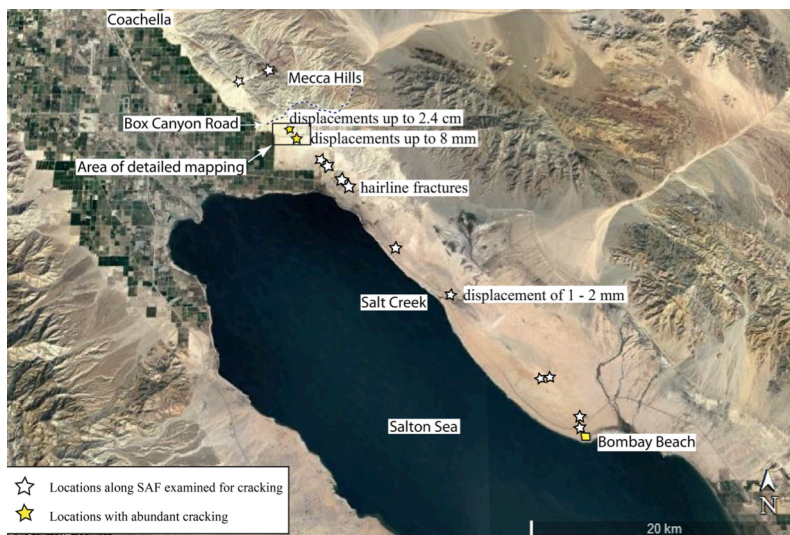 Coachella
Mecca Hills
displacements up to 2.4 cm
Box Canyon Road
displacements up to 8 mm
Area of detailed mapping
hairline fractures
displacement of 1 - 2 mm
Salt Creek
Salton Sea
Bombay Beach
Locations along SAF examined for cracking
Locations with abundant cracking
N
20 km